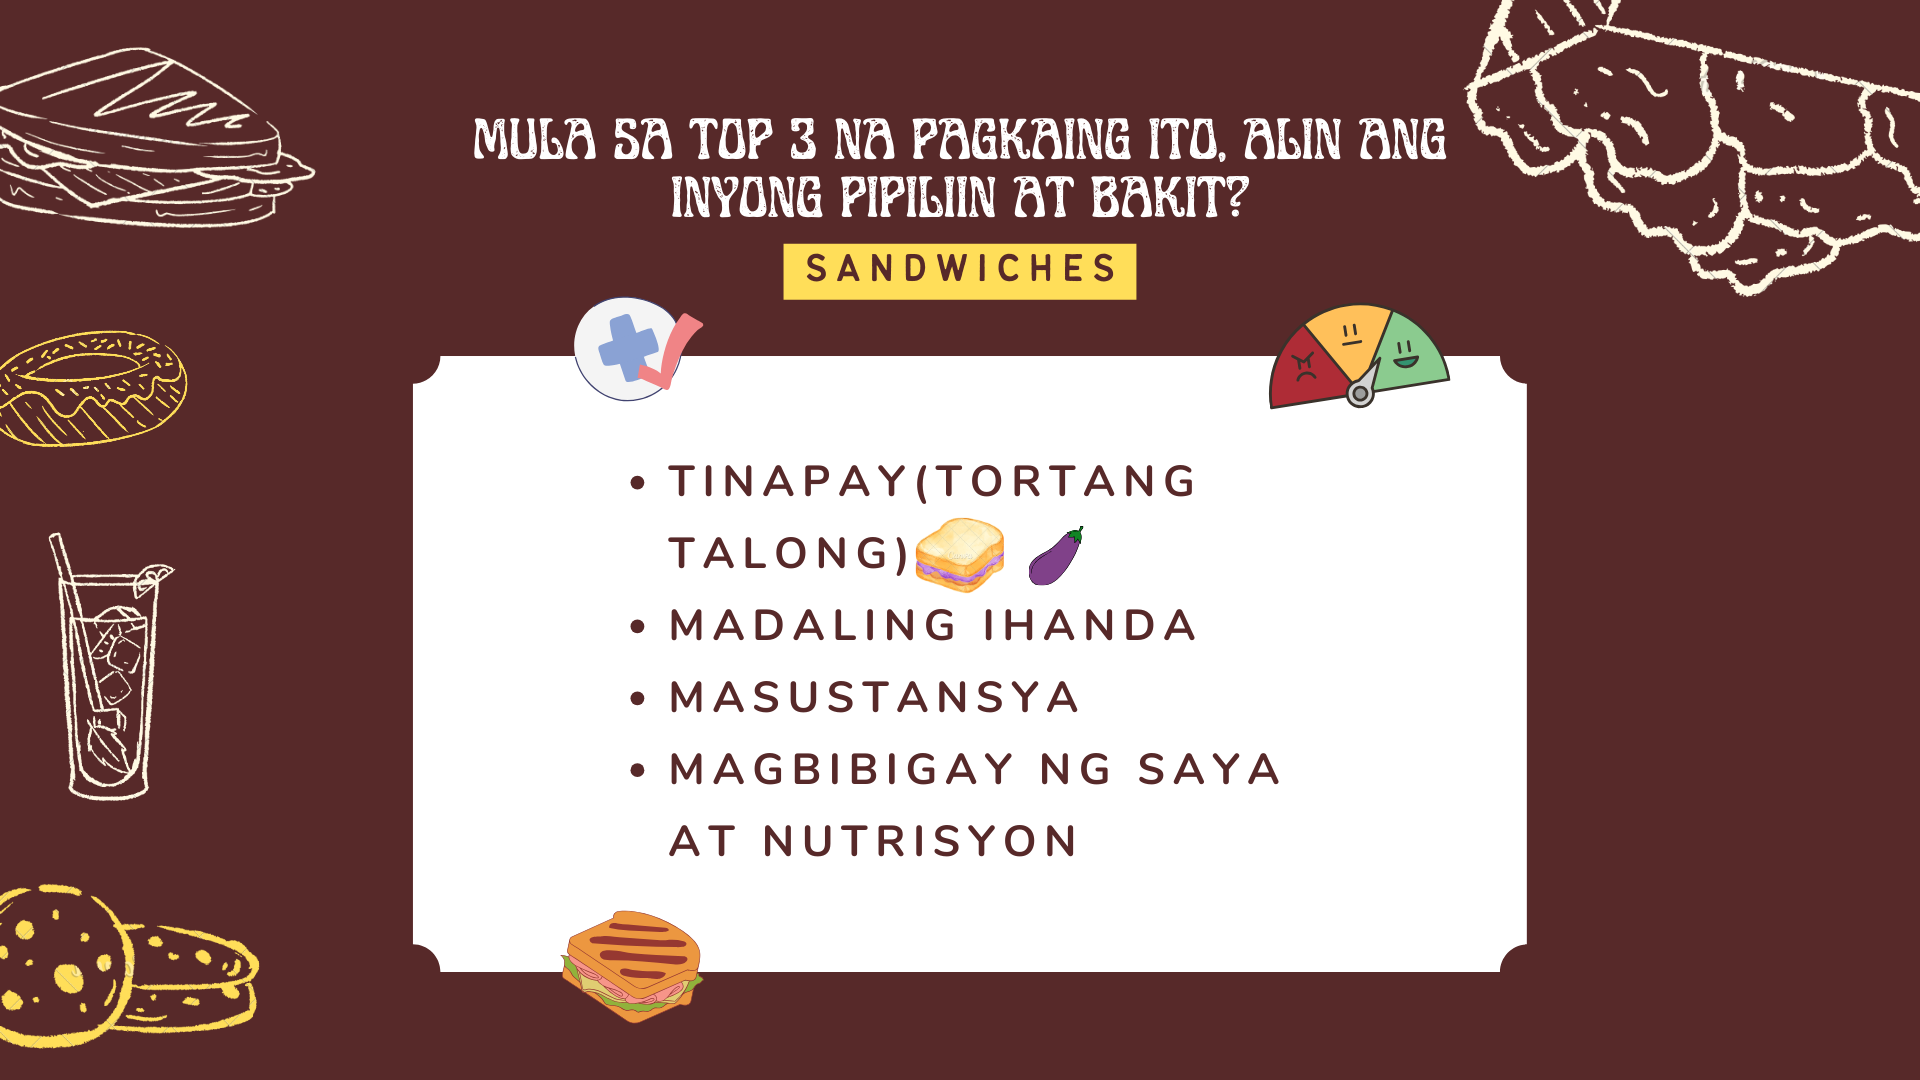 MULA SA TOP 3 NA PAGKAING ITO, ALIN ANG
INYONG PIPILIIN AT BAKIT?
SANDWICHES
• TINAPAY(TORTANG
TALONG)
• MADALING IHANDA
• MASUSTANSYA
• MAGBIBIGAY NG SAYA
AT NUTRISYON